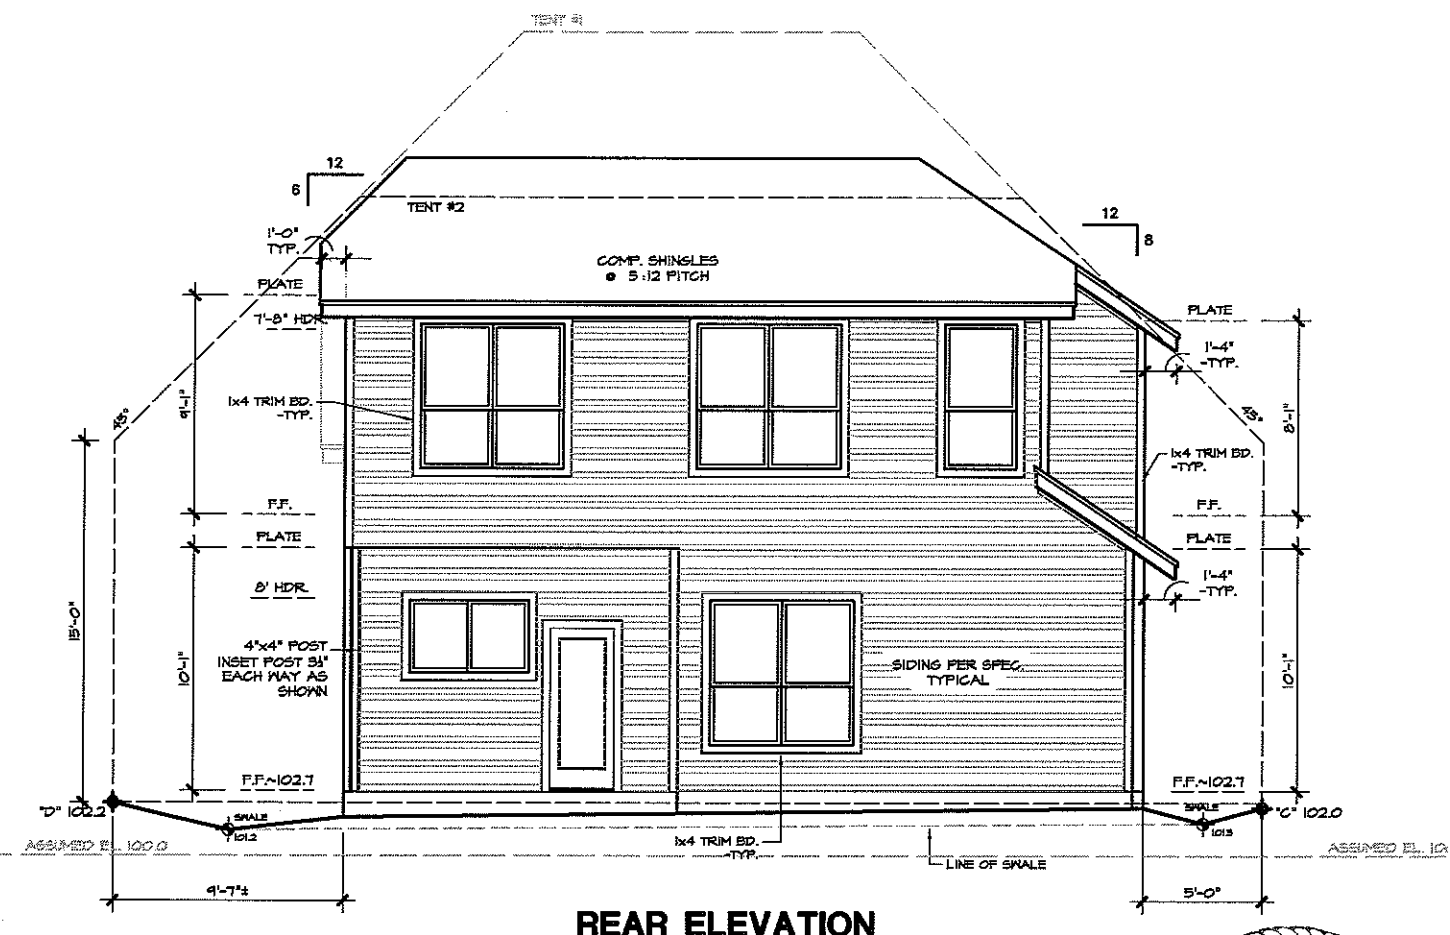 TENT #1
12
6
TENT #2
12
8
1'-0"
TYP.
COMP. SHINGLES
@ 5:12 PITCH
PLATE
7'-8" HDR.
PLATE
1'-4"
-TYP.
45°
9'-1"
1x4 TRIM BD.
-TYP.
45°
8'-1"
1x4 TRIM BD.
-TYP.
F.F.
F.F.
PLATE
PLATE
8' HDR.
1'-4"
-TYP.
15'-0"
10'-1"
4"x4" POST
INSET POST 3½"
EACH WAY AS
SHOWN
SIDING PER SPEC.
TYPICAL
10'-1"
F.F.~102.7
F.F.~102.7
"D" 102.2
SWALE
101.2
SWALE
101.3
"C" 102.0
ASSUMED EL. 100.0
1x4 TRIM BD.
-TYP.
LINE OF SWALE
ASSUMED EL. 10
9'-7"±
5'-0"
REAR ELEVATION